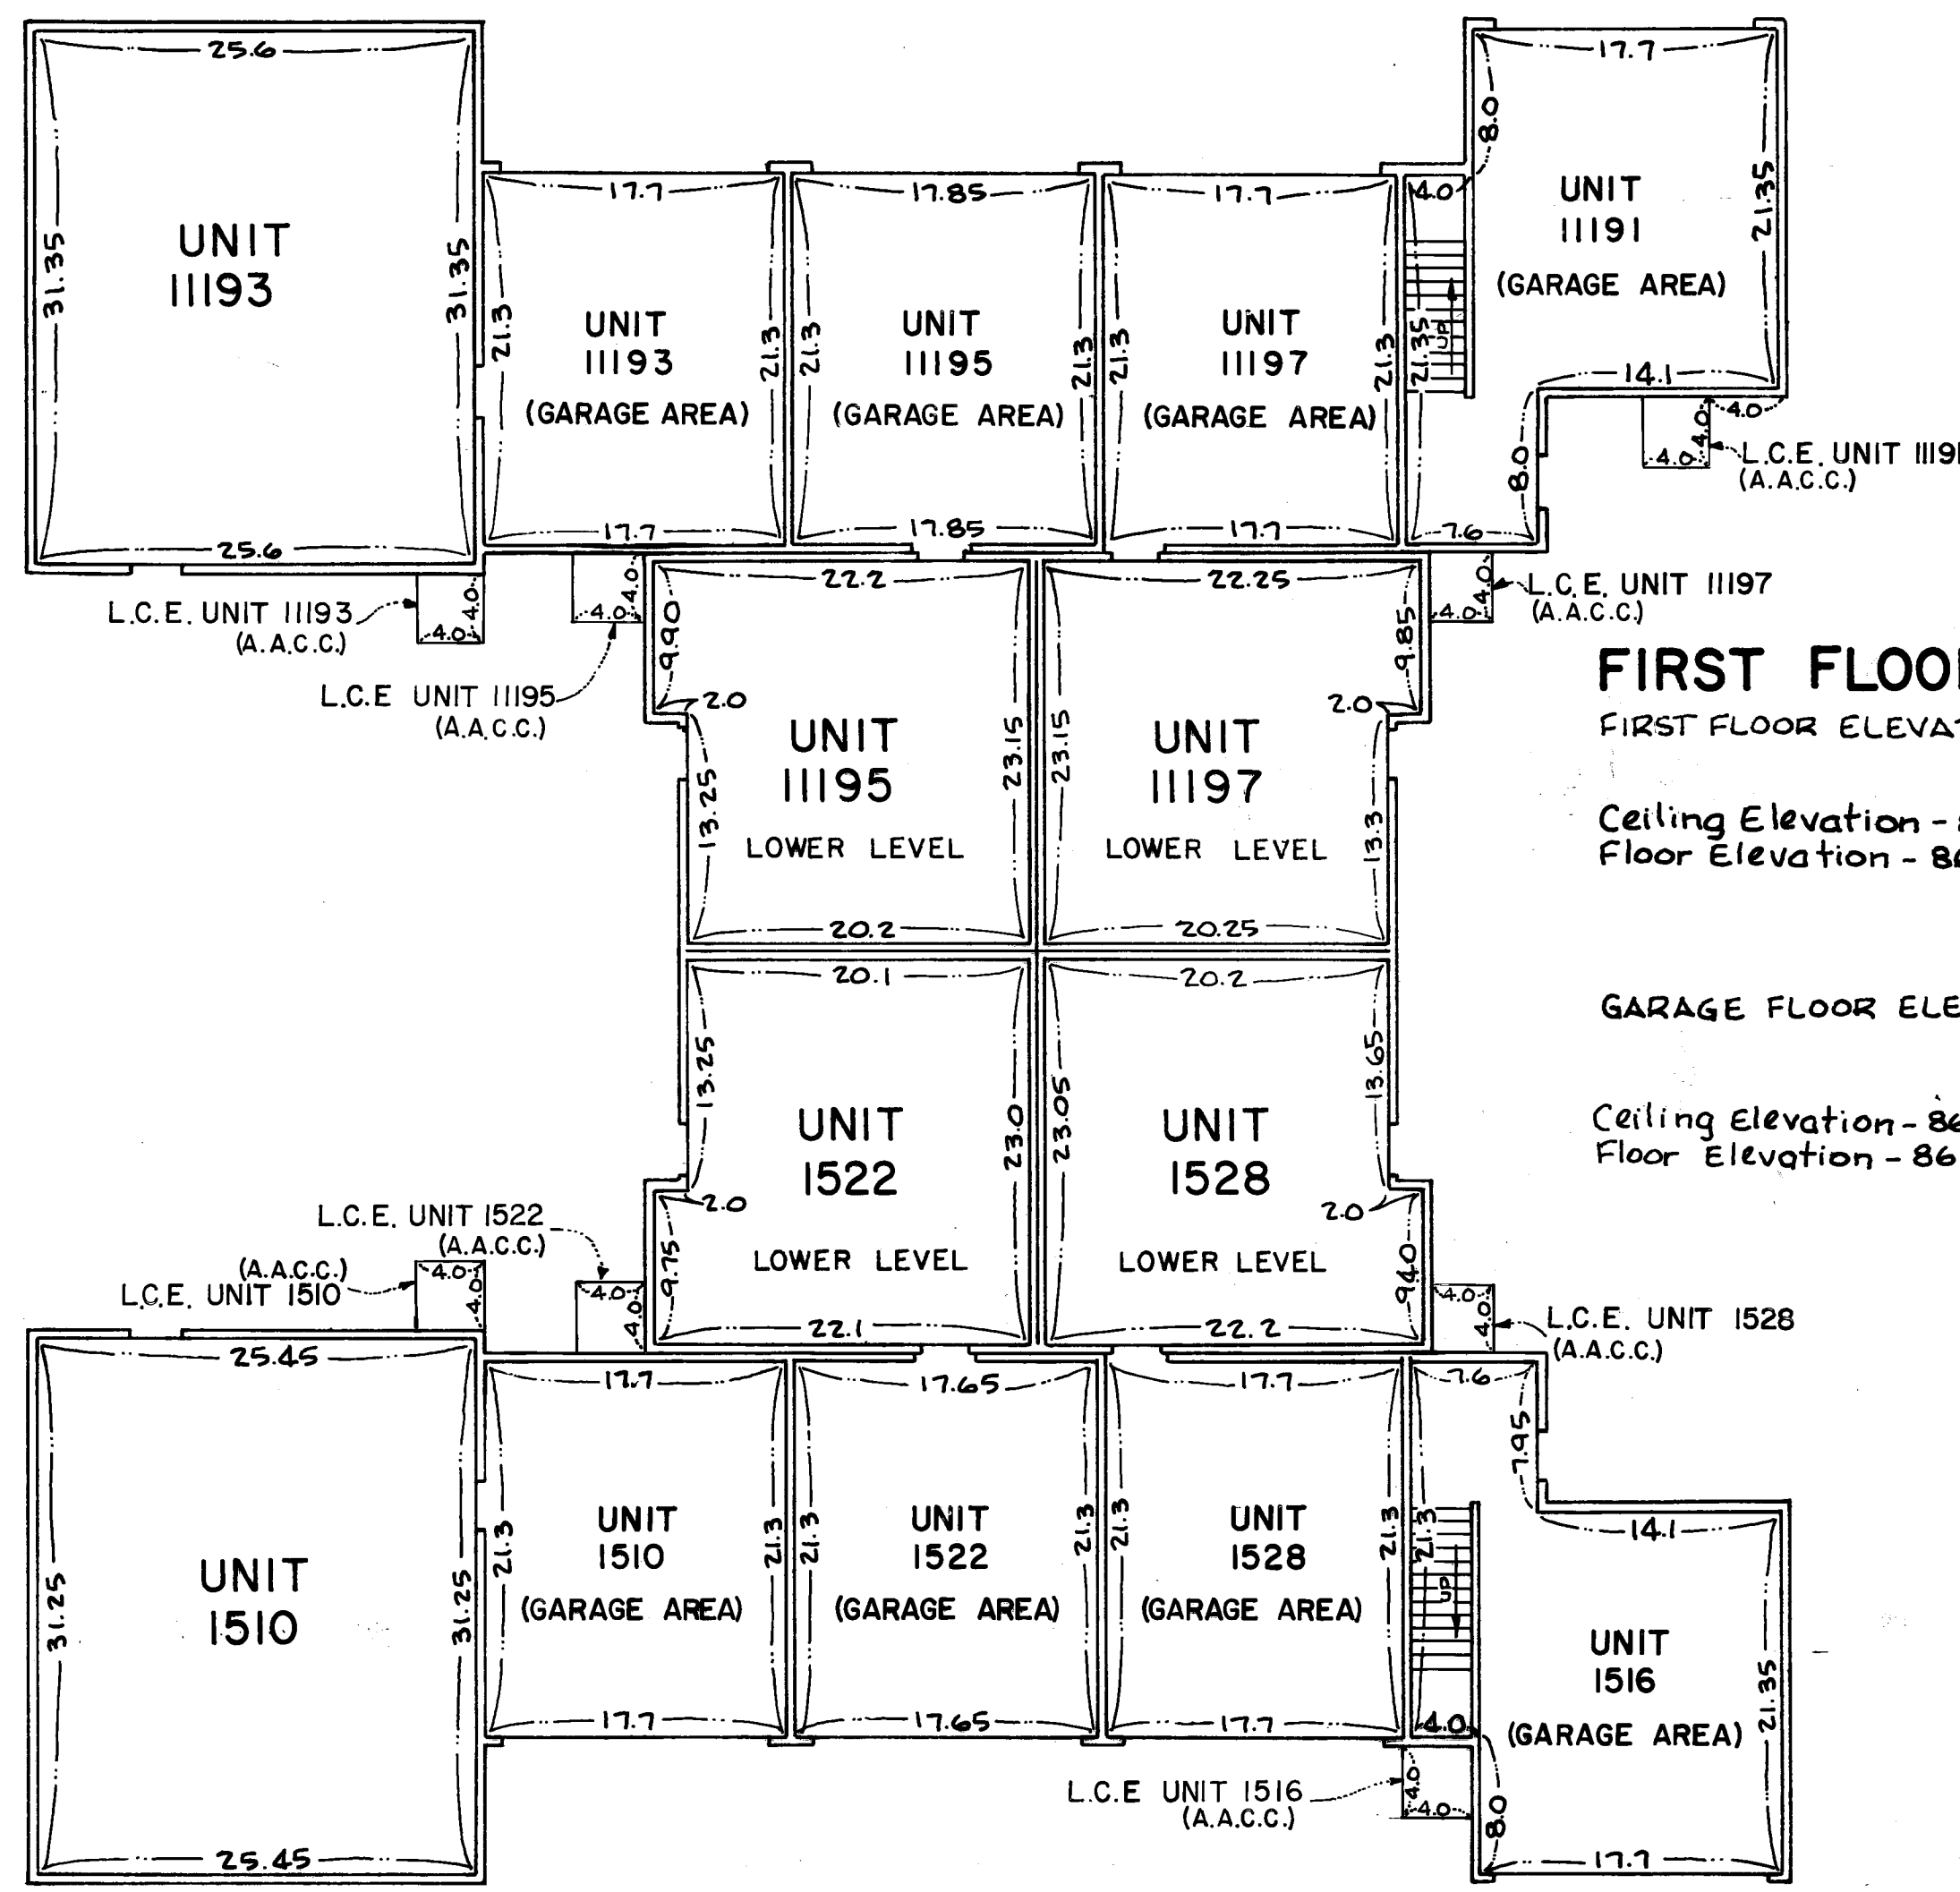 25.6
31.35
31.35
UNIT
11193
25.6
17.7
21.3
21.3
UNIT
11193
(GARAGE AREA)
17.7
17.85
21.3
21.3
UNIT
11195
(GARAGE AREA)
17.85
17.7
21.3
21.3
UNIT
11197
(GARAGE AREA)
17.7
17.7
8.0
4.0
21.35
UP
21.35
UNIT
11191
(GARAGE AREA)
14.1
8.0
7.6
4.0
4.0
4.0
L.C.E. UNIT 1119
(A.A.C.C.)
L.C.E. UNIT 11193
(A.A.C.C.)
4.0
4.0
4.0
4.0
L.C.E UNIT 11195
(A.A.C.C.)
4.0
4.0
L.C.E. UNIT 11197
(A.A.C.C.)
22.2
9.90
2.0
13.25
23.15
UNIT
11195
LOWER LEVEL
20.2
22.25
9.85
2.0
23.15
13.3
UNIT
11197
LOWER LEVEL
20.25
FIRST FLOO
FIRST FLOOR ELEVAT
Ceiling Elevation -
Floor Elevation - 86
GARAGE FLOOR ELE
Ceiling Elevation - 86
Floor Elevation - 86
20.1
13.25
23.0
UNIT
1522
2.0
9.75
LOWER LEVEL
22.1
20.2
23.05
13.65
UNIT
1528
2.0
9.40
LOWER LEVEL
22.2
L.C.E. UNIT 1522
(A.A.C.C.)
4.0
4.0
(A.A.C.C.)
L.C.E. UNIT 1510
4.0
4.0
4.0
4.0
L.C.E. UNIT 1528
(A.A.C.C.)
25.45
31.25
31.25
UNIT
1510
25.45
17.7
21.3
21.3
UNIT
1510
(GARAGE AREA)
17.7
17.65
21.3
21.3
UNIT
1522
(GARAGE AREA)
17.65
17.7
21.3
21.3
UNIT
1528
(GARAGE AREA)
17.7
7.6
7.95
21.3
UP
14.1
UNIT
1516
(GARAGE AREA)
21.35
4.0
8.0
17.7
L.C.E UNIT 1516
(A.A.C.C.)
4.0
4.0